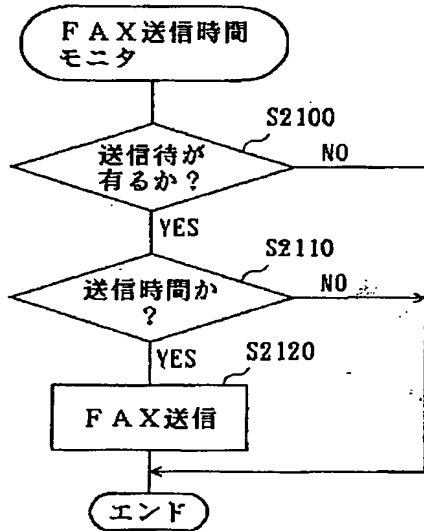 FAX送信時間
モニタ
S2100
送信待が
有るか?
NO
YES
S2110
送信時間か
?
NO
YES
S2120
FAX送信
エンド